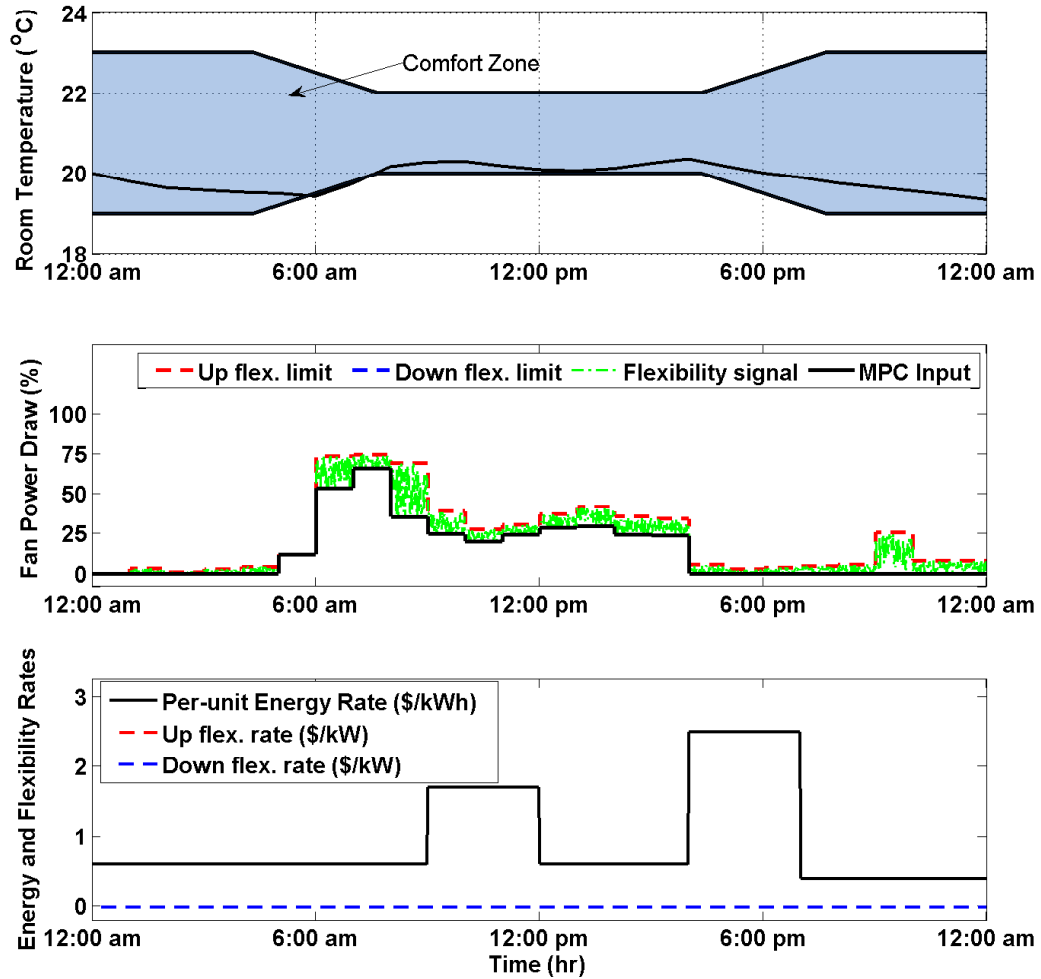 Room Temperature (°C)
24
22
20
18
Comfort Zone
12:00 am 6:00 am 12:00 pm 6:00 pm 12:00 am
Fan Power Draw (%)
Up flex. limit Down flex. limit Flexibility signal MPC Input
100
75
50
25
0
12:00 am 6:00 am 12:00 pm 6:00 pm 12:00 am
Energy and Flexibility Rates
3
2
1
0
Per-unit Energy Rate ($/kWh)
Up flex. rate ($/kW)
Down flex. rate ($/kW)
12:00 am 6:00 am 12:00 pm 6:00 pm 12:00 am
Time (hr)